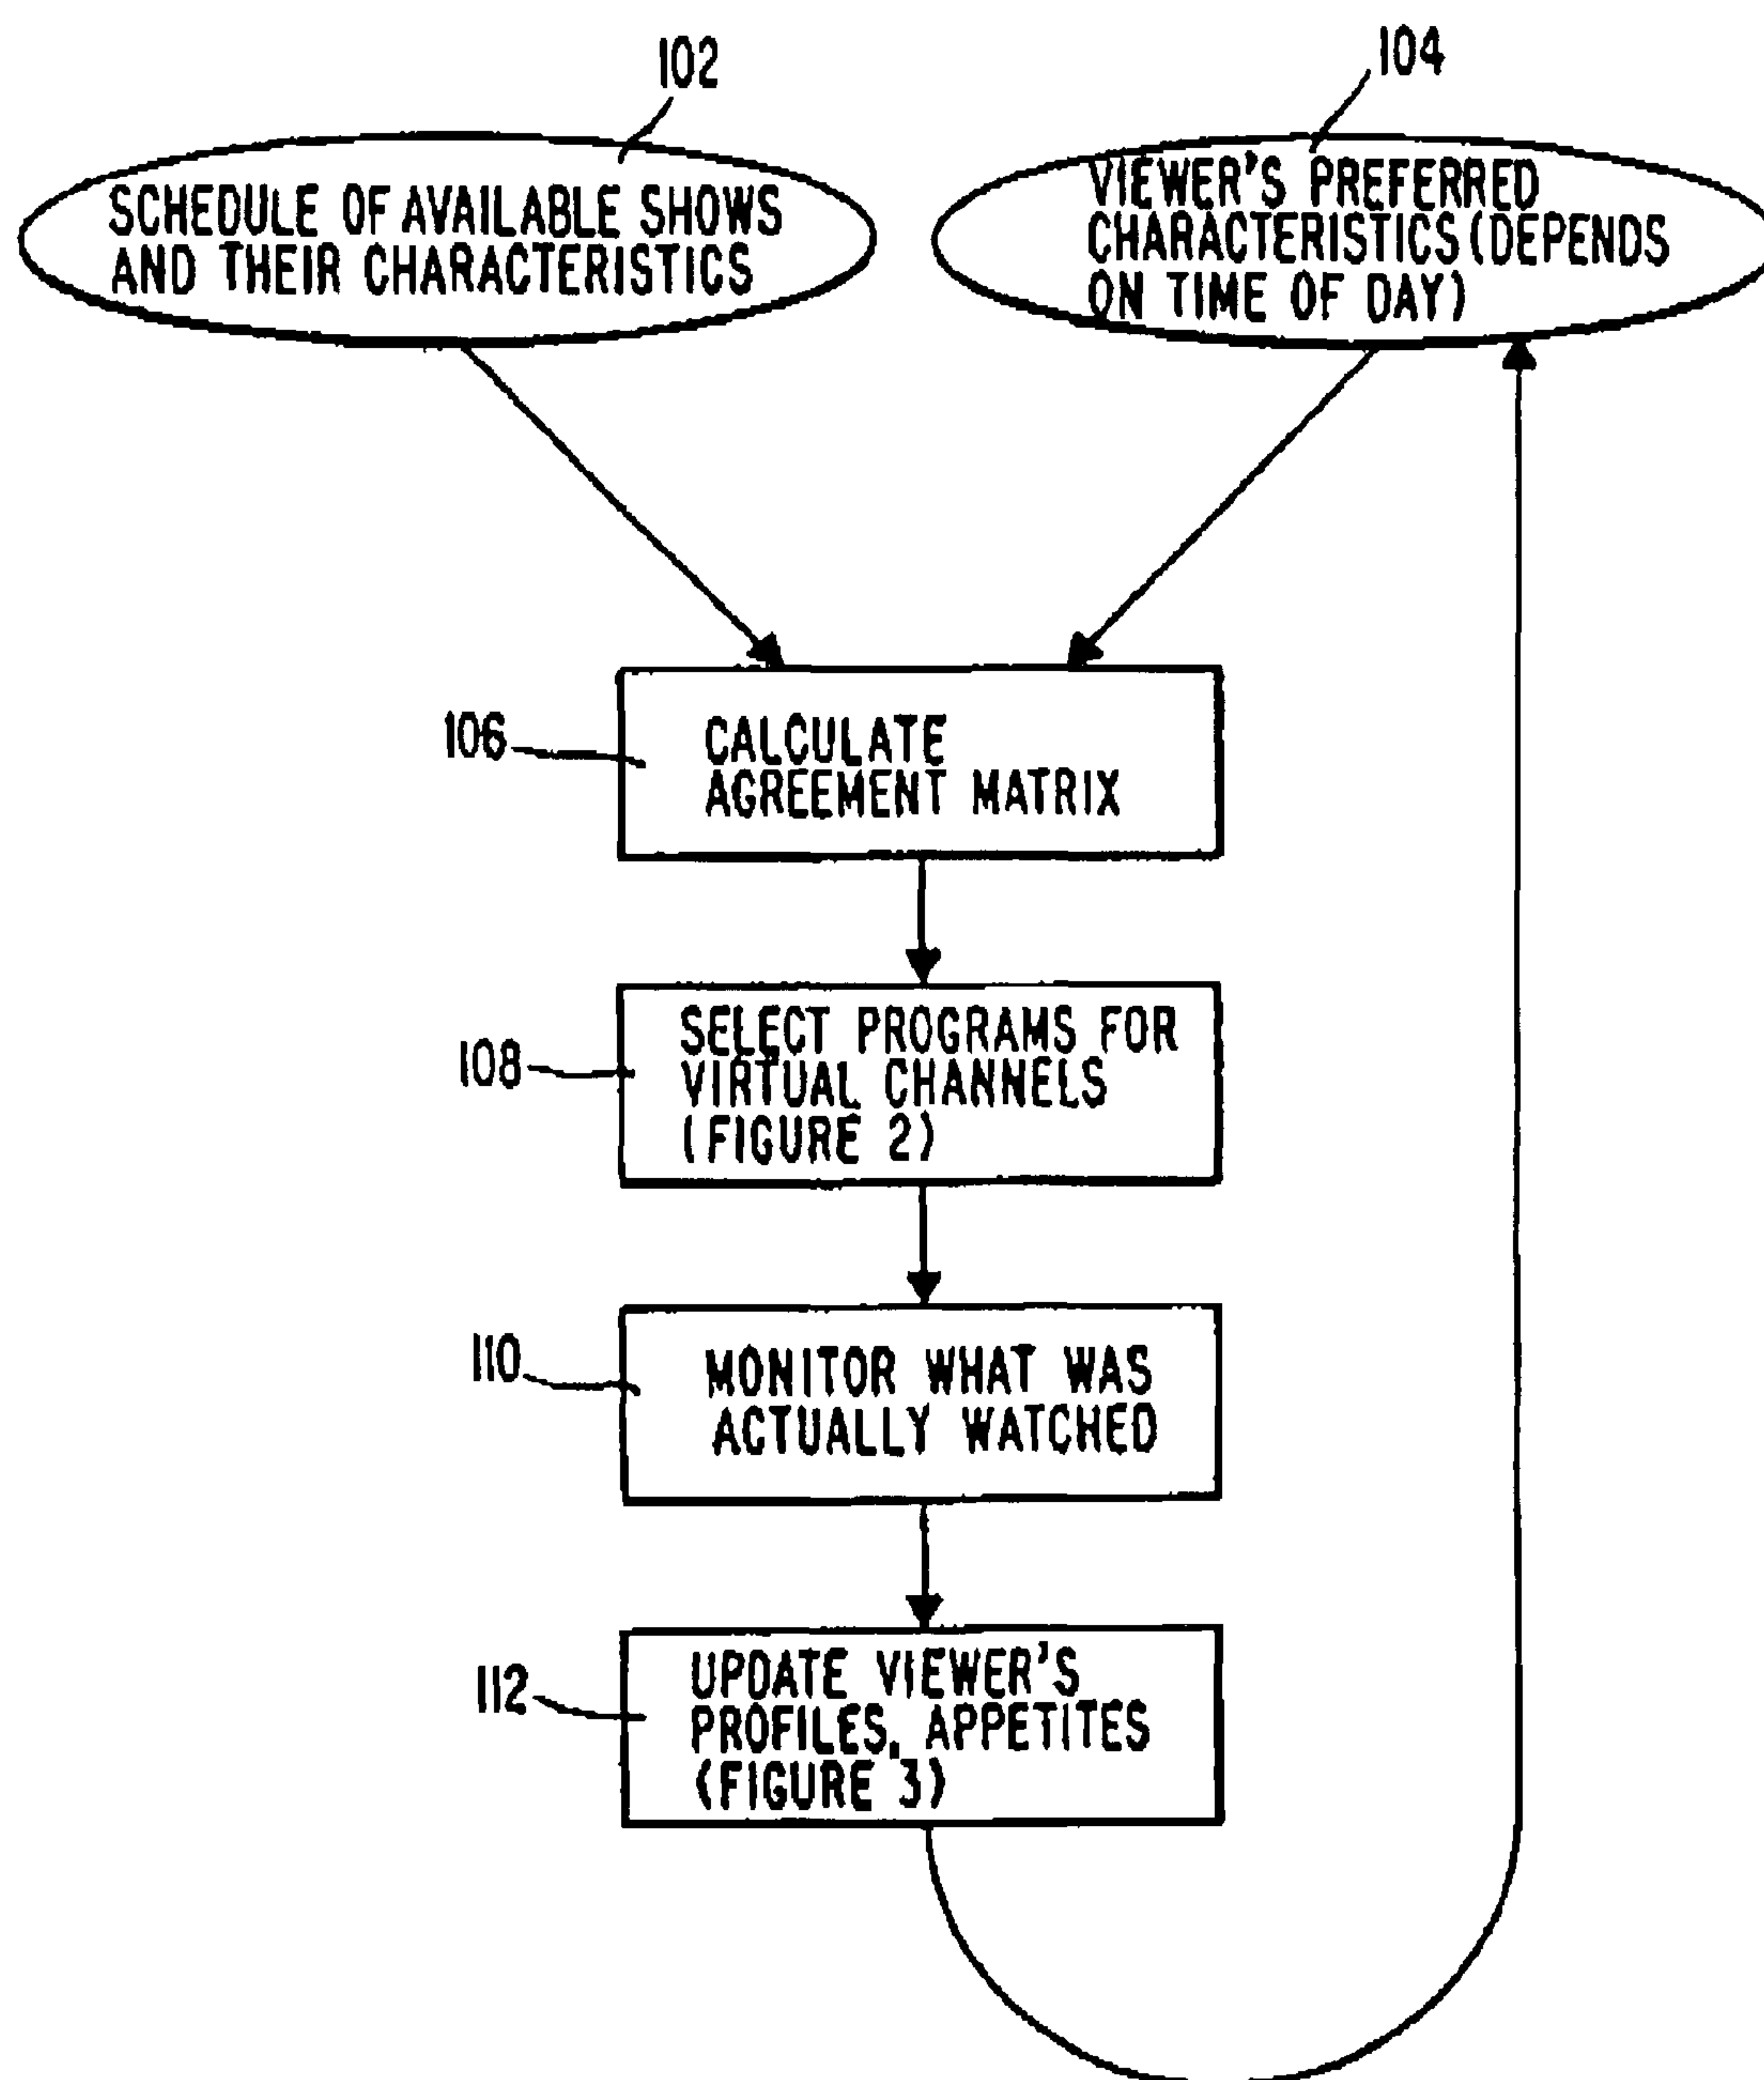 102
104
SCHEDULE OF AVAILABLE SHOWS
AND THEIR CHARACTERISTICS
VIEWER'S PREFERRED
CHARACTERISTICS (DEPENDS
ON TIME OF DAY)
106
CALCULATE
AGREEMENT MATRIX
108
SELECT PROGRAMS FOR
VIRTUAL CHANNELS
(FIGURE 2)
110
MONITOR WHAT WAS
ACTUALLY WATCHED
112
UPDATE VIEWER'S
PROFILES, APPETITES
(FIGURE 3)